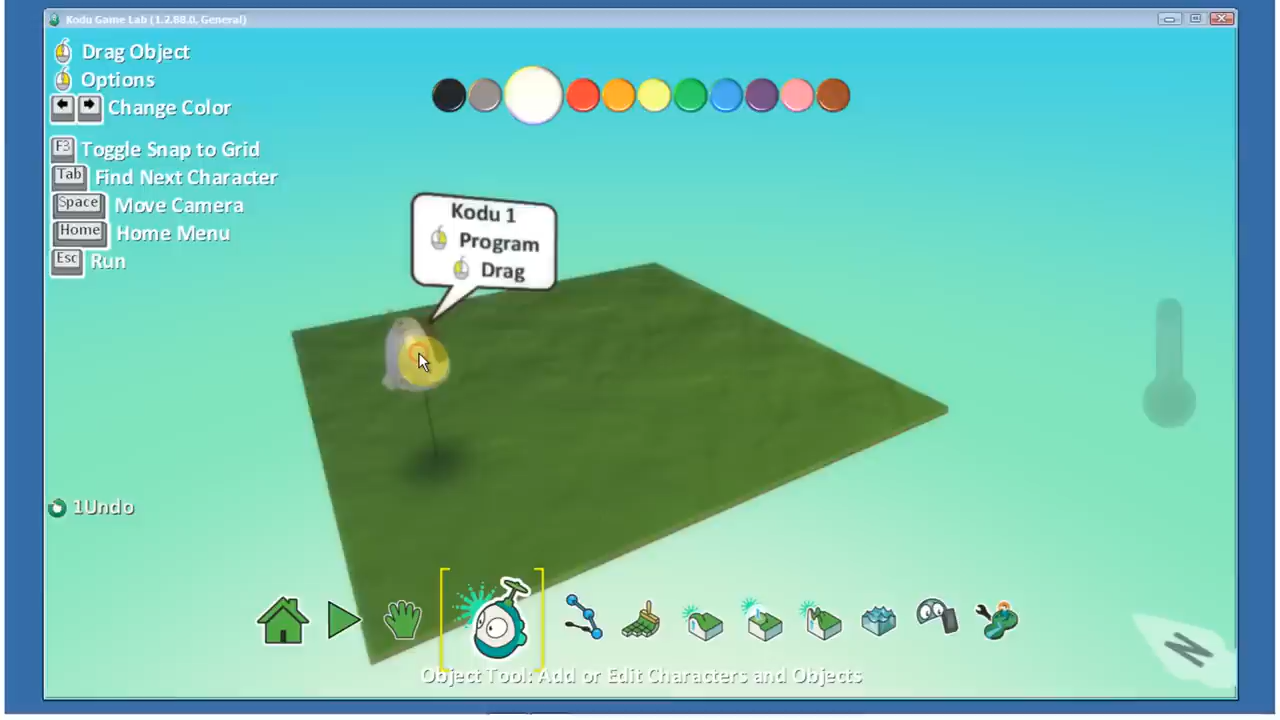 Kodu Game Lab (1.2.88.0, General)
Drag Object
Options
Change Color
F3 Toggle Snap to Grid
Tab Find Next Character
Space Move Camera
Home Home Menu
Esc Run
Kodu 1
Program
Drag
1Undo
N
Object Tool: Add or Edit Characters and Objects